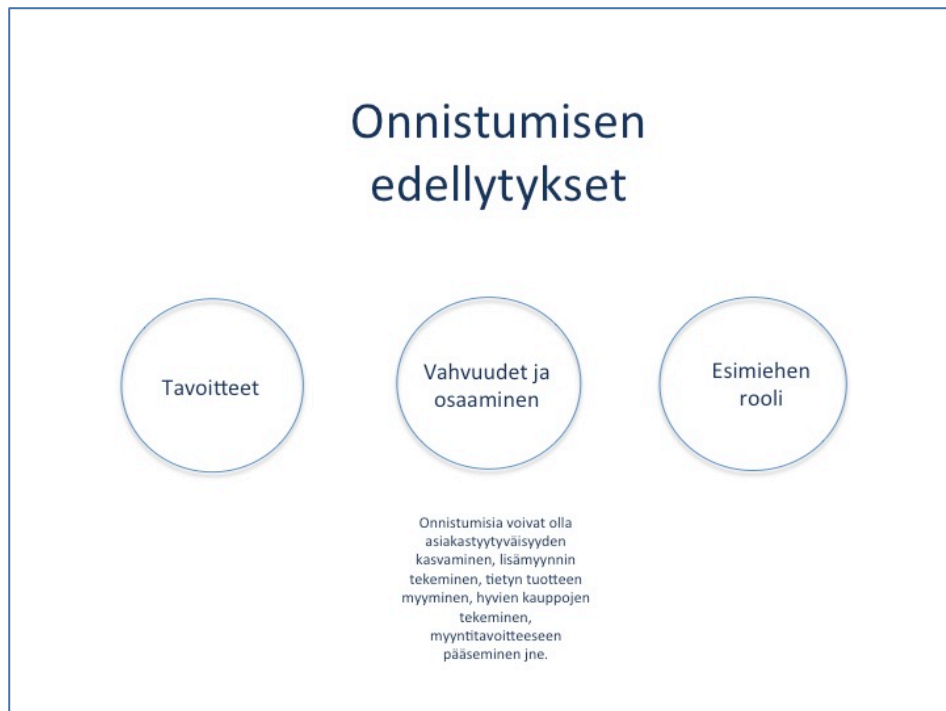 Onnistumisen
edellytykset
Tavoitteet
Vahvuudet ja
osaaminen
Esimiehen
rooli
Onnistumisia voivat olla
asiakastyytyväisyyden
kasvaminen, lisämyynnin
tekeminen, tietyn tuotteen
myyminen, hyvien kauppojen
tekeminen,
myyntitavoitteeseen
pääseminen jne.